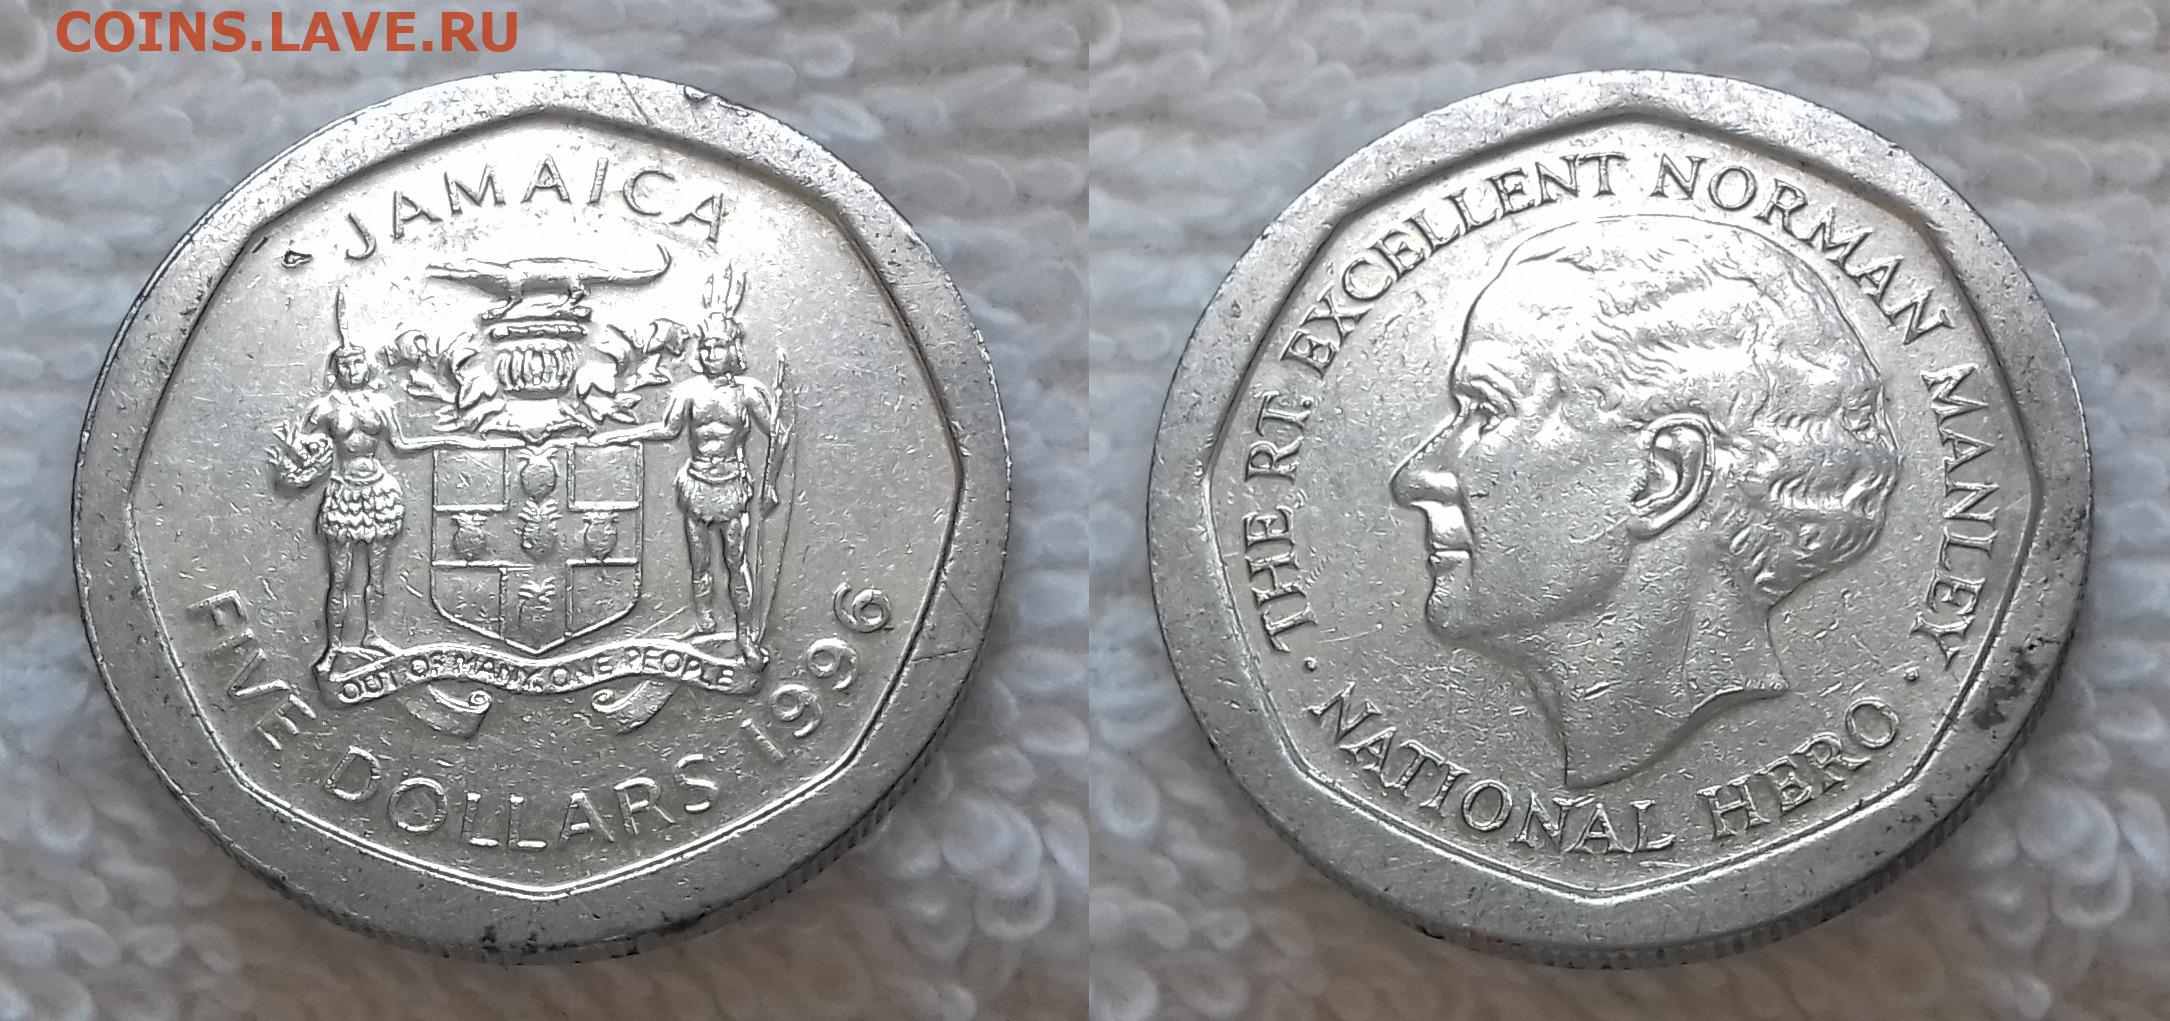 COINS.LAVE.RU
JAMAICA
OUT OF MANY, ONE PEOPLE
FIVE DOLLARS 1996
THE RT. EXCELLENT NORMAN MANLEY
· NATIONAL HERO ·